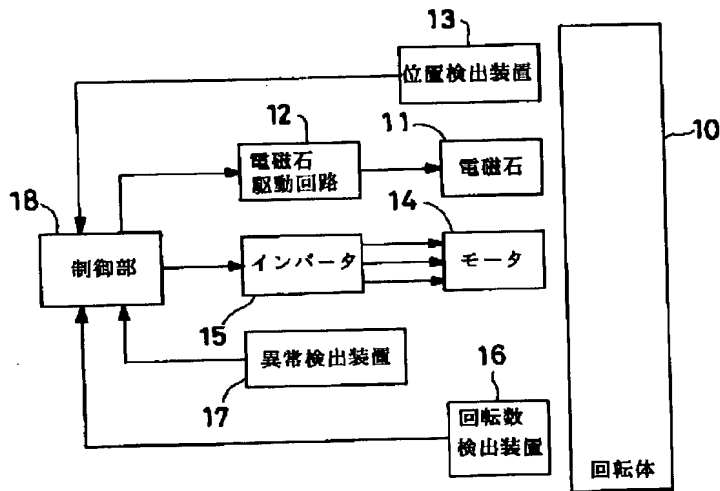 13
位置検出装置
10
12
11
電磁石
駆動回路
電磁石
18
14
制御部
インバータ
モータ
15
異常検出装置
17
16
回転数
検出装置
回転体